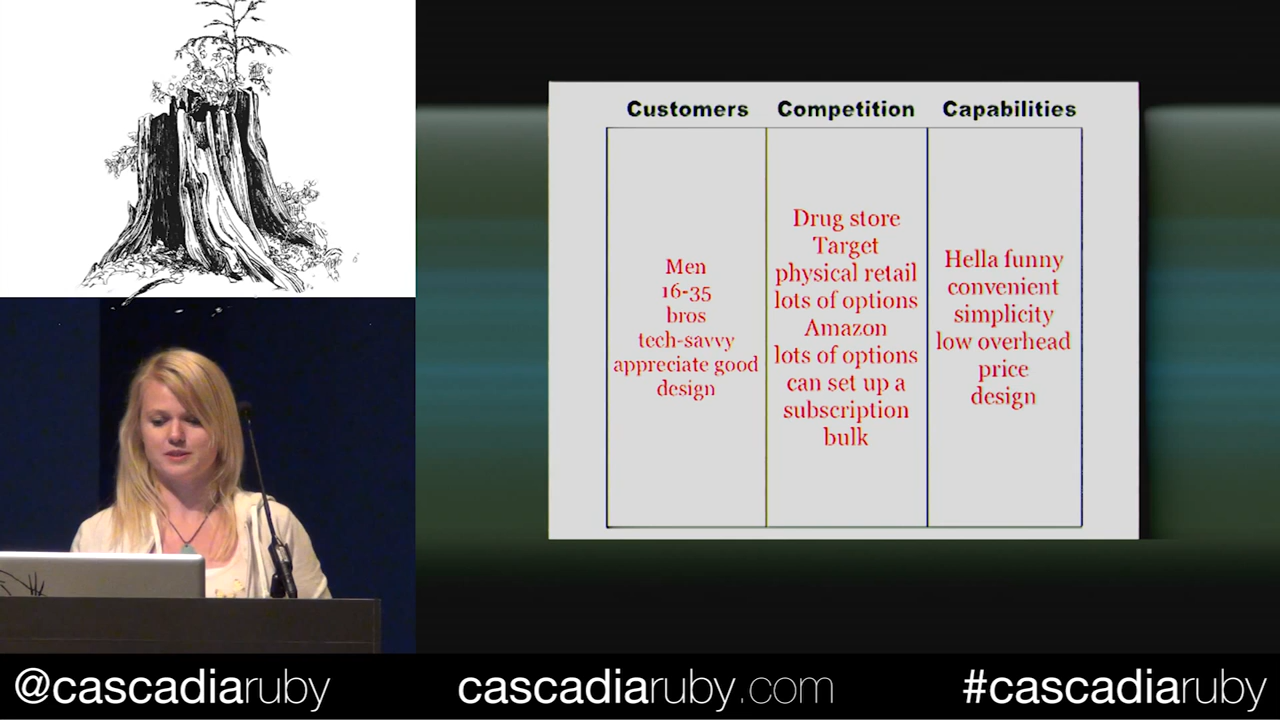 Customers Competition Capabilities
Men
16-35
bros
tech-savvy
appreciate good
design
Drug store
Target
physical retail
lots of options
Amazon
lots of options
can set up a
subscription
bulk
Hella funny
convenient
simplicity
low overhead
price
design
@cascadiaruby cascadiaruby.com #cascadiaruby